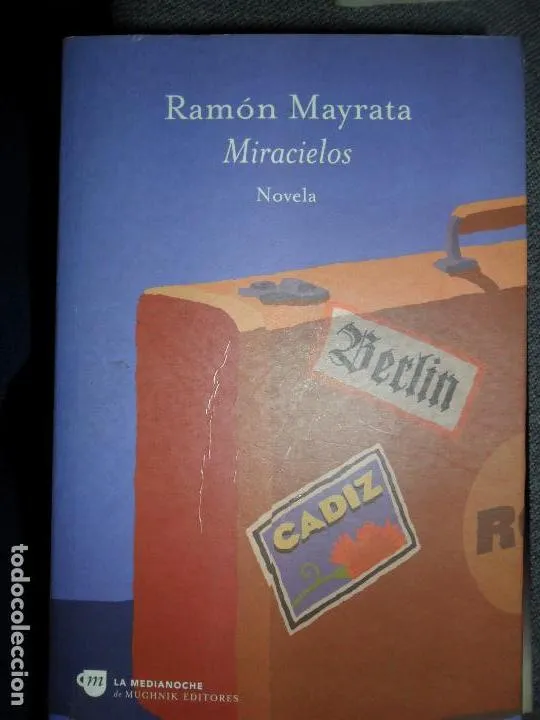 Ramón Mayrata
Miracielos
Novela
Berlin
CADIZ
m
LA MEDIANOCHE
de MUCHNIK EDITORES
todocoleccion